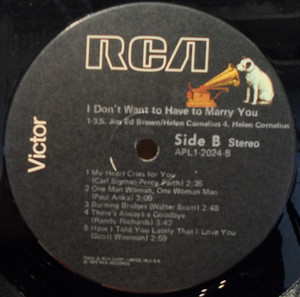 RCA
Victor
I Don't Want to Have to Marry You
1-3,5. Jim Ed Brown/Helen Cornelius 4. Helen Cornelius
Side B Stereo
APL1-2024-B
1 My Heart Cries for You
(Carl Sigman-Percy Faith) 2:36
2 One Man Woman, One Woman Man
(Paul Anka) 3:00
3 Burning Bridges (Walter Scott) 2:48
4 There's Always a Goodbye
(Randy Richards) 3:47
5 Have I Told You Lately That I Love You
(Scott Wiseman) 2:59